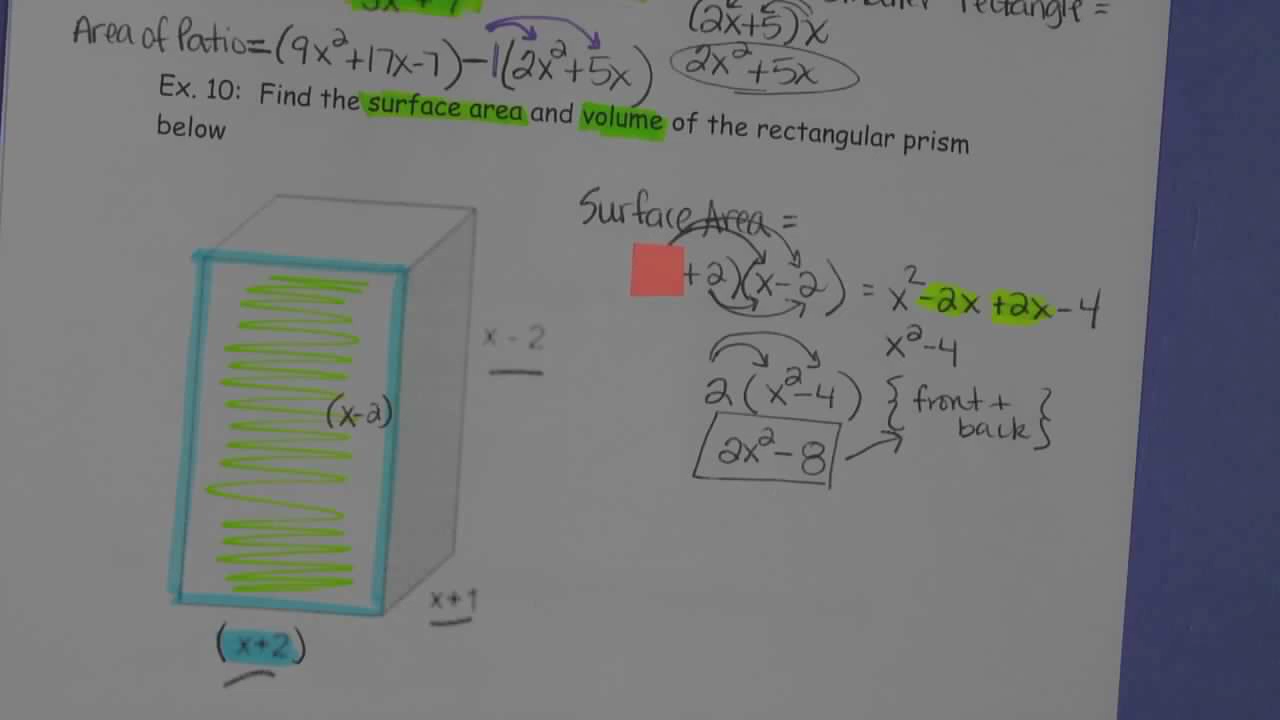 rectangle =
(2x+5)x
Area of Patio=(9x²+17x-7)-1(2x²+5x)
2x²+5x
Ex. 10: Find the surface area and volume of the rectangular prism
below
Surface Area =
+2)(x-2) = x²-2x+2x-4
x²-4
x - 2
2(x²-4) {front +
back}
(x-2)
2x²-8
x+1
(x+2)